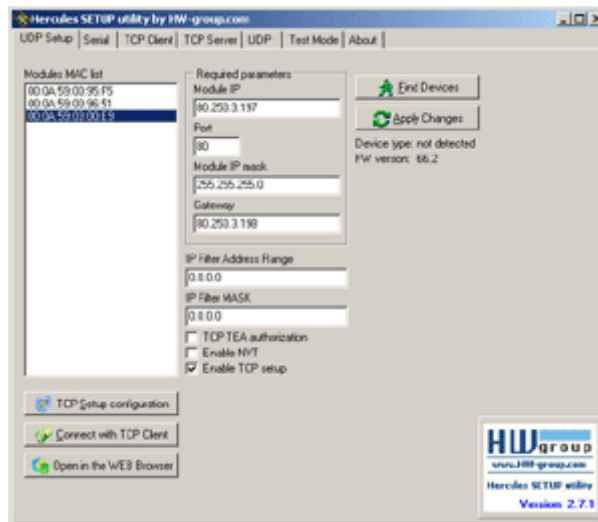 Hercules SETUP utility by HW-group.com
UDP Setup Serial TCP Client TCP Server UDP Test Mode About
Modules MAC list
00:0A:59:00:95:F5
00:0A:59:00:96:51
00:0A:59:03:00:E9
Required parameters
Module IP
80.250.3.197
Port
80
Module IP mask
255.255.255.0
Gateway
80.250.3.198
IP Filter Address Range
0.0.0.0
IP Filter MASK
0.0.0.0
TCP TEA authorization
Enable NVT
Enable TCP setup
Find Devices
Apply Changes
Device type: not detected
FW version: 66.2
TCP Setup configuration
Connect with TCP Client
Open in the WEB Browser
HW group
www.HW-group.com
Hercules SETUP utility
Version 2.7.1